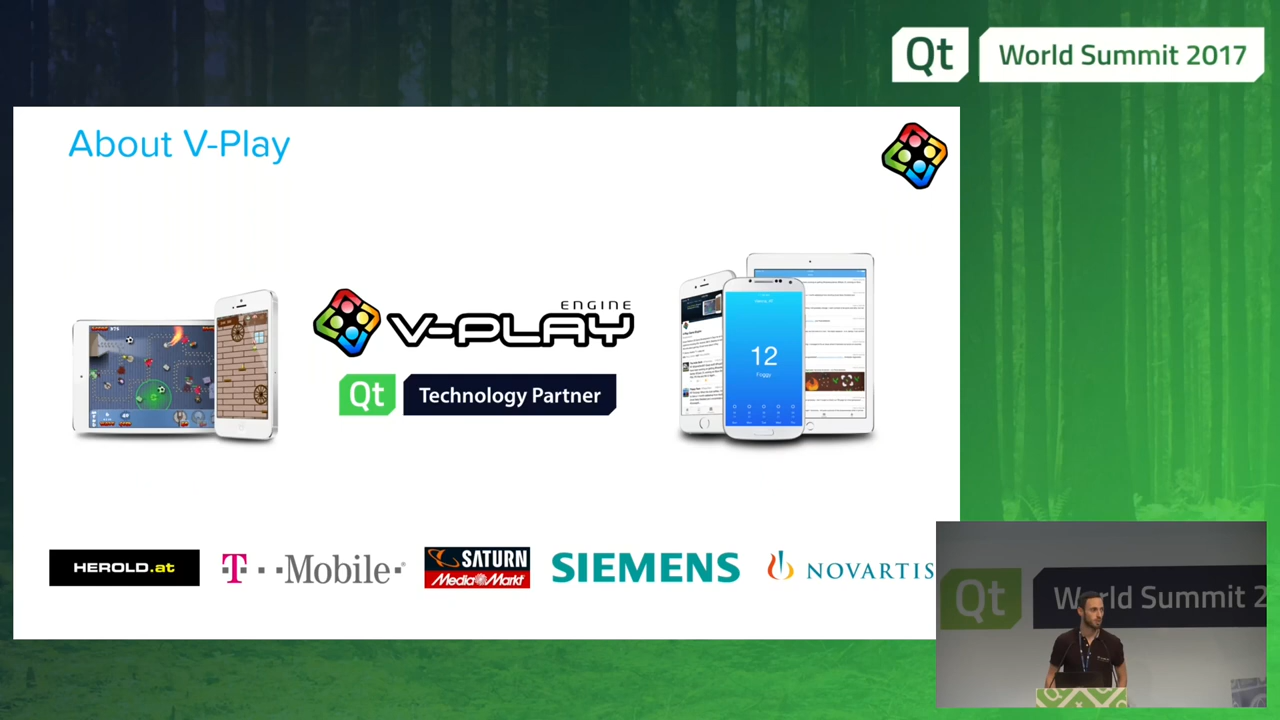 Qt World Summit 2017
About V-Play
ENGINE
V-PLAY
Qt Technology Partner
12
Foggy
HEROLD.at
T··Mobile·
SATURN
Media Markt
SIEMENS
NOVARTIS
Qt World Summit 2